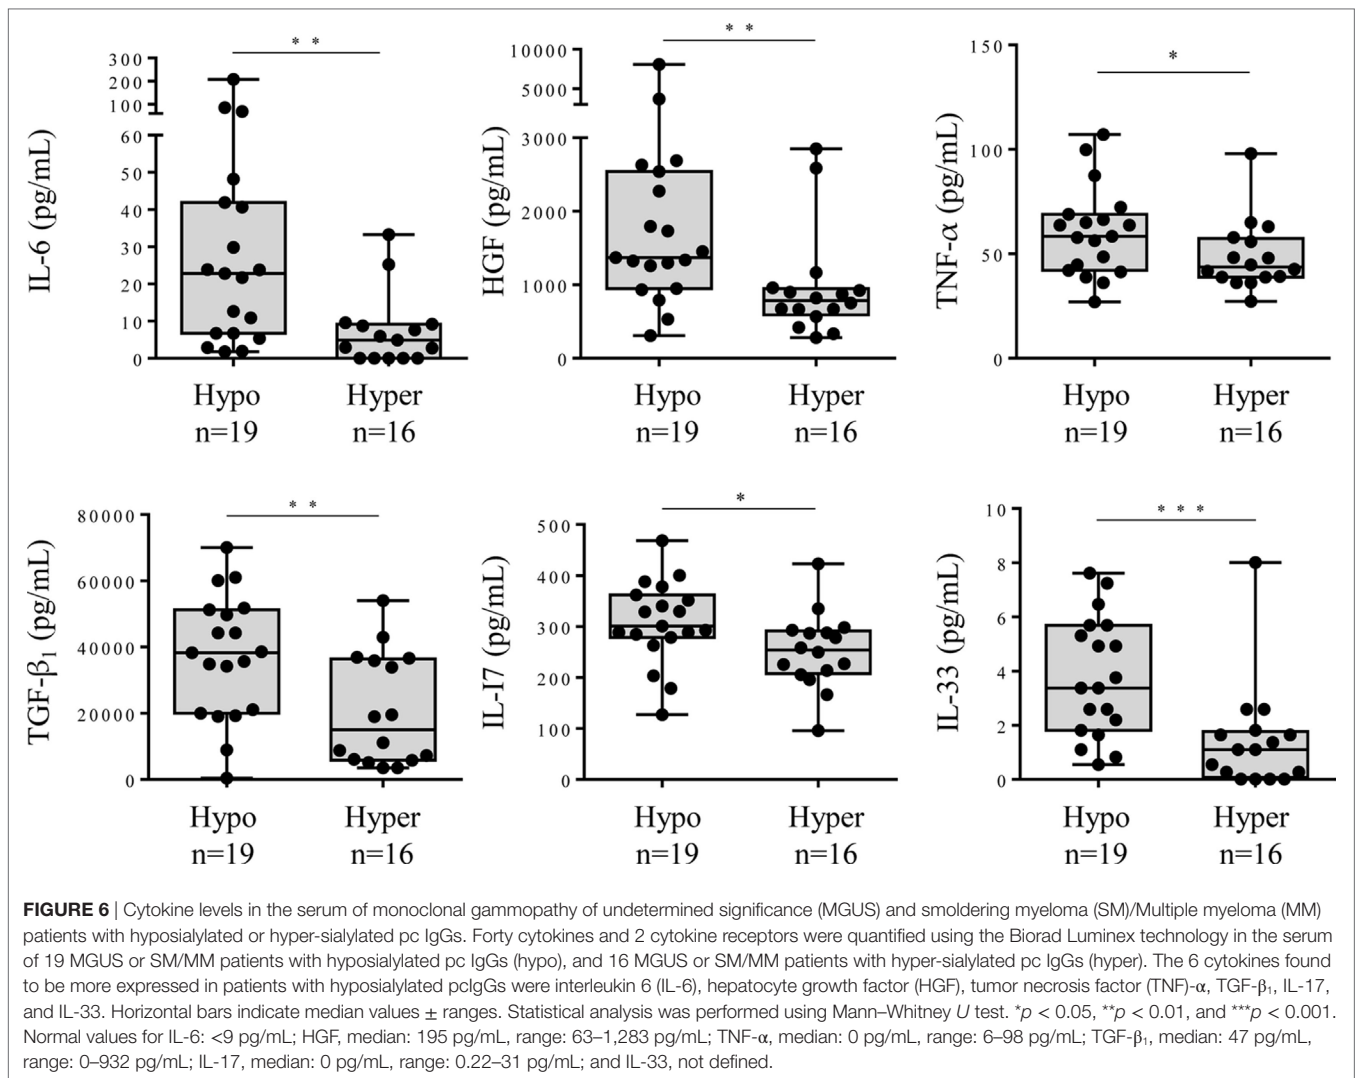 * *
* *
*
IL-6 (pg/mL)
300
200
100
60
50
40
30
20
10
0
Hypo
n=19
Hyper
n=16
HGF (pg/mL)
10000
5000
3000
2000
1000
0
Hypo
n=19
Hyper
n=16
TNF-α (pg/mL)
150
100
50
0
Hypo
n=19
Hyper
n=16
* *
*
* * *
TGF-β₁ (pg/mL)
80000
60000
40000
20000
0
Hypo
n=19
Hyper
n=16
IL-I7 (pg/mL)
500
400
300
200
100
0
Hypo
n=19
Hyper
n=16
IL-33 (pg/mL)
10
8
6
4
2
0
Hypo
n=19
Hyper
n=16
FIGURE 6 | Cytokine levels in the serum of monoclonal gammopathy of undetermined significance (MGUS) and smoldering myeloma (SM)/Multiple myeloma (MM)
patients with hyposialylated or hyper-sialylated pc IgGs. Forty cytokines and 2 cytokine receptors were quantified using the Biorad Luminex technology in the serum
of 19 MGUS or SM/MM patients with hyposialylated pc IgGs (hypo), and 16 MGUS or SM/MM patients with hyper-sialylated pc IgGs (hyper). The 6 cytokines found
to be more expressed in patients with hyposialylated pcIgGs were interleukin 6 (IL-6), hepatocyte growth factor (HGF), tumor necrosis factor (TNF)-α, TGF-β₁, IL-17,
and IL-33. Horizontal bars indicate median values ± ranges. Statistical analysis was performed using Mann–Whitney U test. *p < 0.05, **p < 0.01, and ***p < 0.001.
Normal values for IL-6: <9 pg/mL; HGF, median: 195 pg/mL, range: 63–1,283 pg/mL; TNF-α, median: 0 pg/mL, range: 6–98 pg/mL; TGF-β₁, median: 47 pg/mL,
range: 0–932 pg/mL; IL-17, median: 0 pg/mL, range: 0.22–31 pg/mL; and IL-33, not defined.